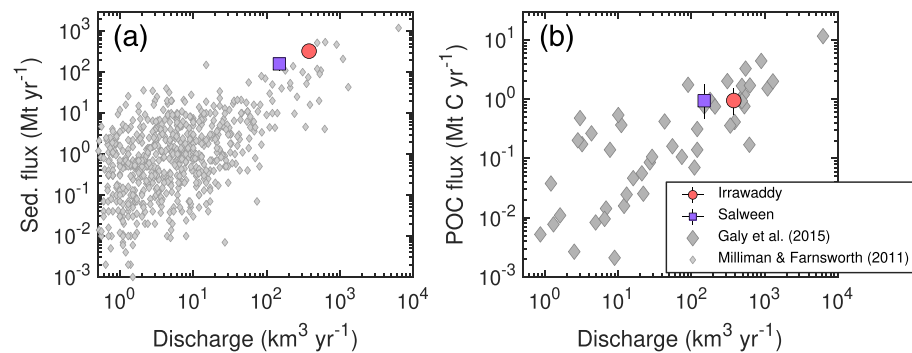 (a)
Sed. flux (Mt yr⁻¹)
10³
10²
10¹
10⁰
10⁻¹
10⁻²
10⁻³
10⁰ 10¹ 10² 10³ 10⁴
Discharge (km³ yr⁻¹)
(b)
POC flux (Mt C yr⁻¹)
10¹
10⁰
10⁻¹
10⁻²
10⁻³
10⁰ 10¹ 10² 10³ 10⁴
Discharge (km³ yr⁻¹)
Irrawaddy
Salween
Galy et al. (2015)
Milliman & Farnsworth (2011)